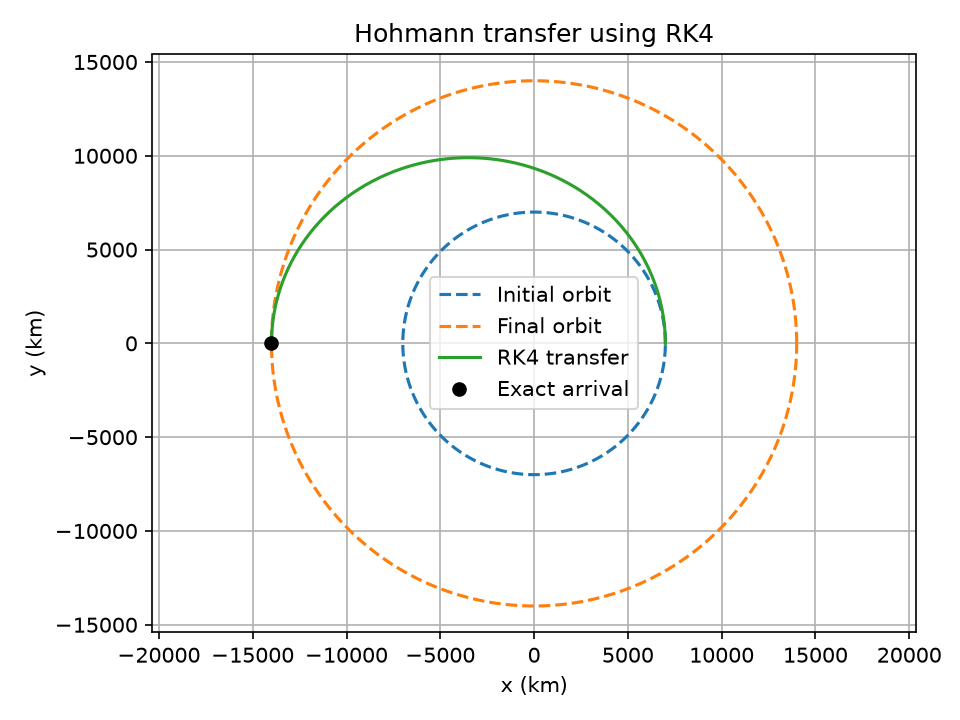 Hohmann transfer using RK4
15000
10000
5000
0
−5000
−10000
−15000
y (km)
Initial orbit
Final orbit
RK4 transfer
Exact arrival
−20000 −15000 −10000 −5000 0 5000 10000 15000 20000
x (km)